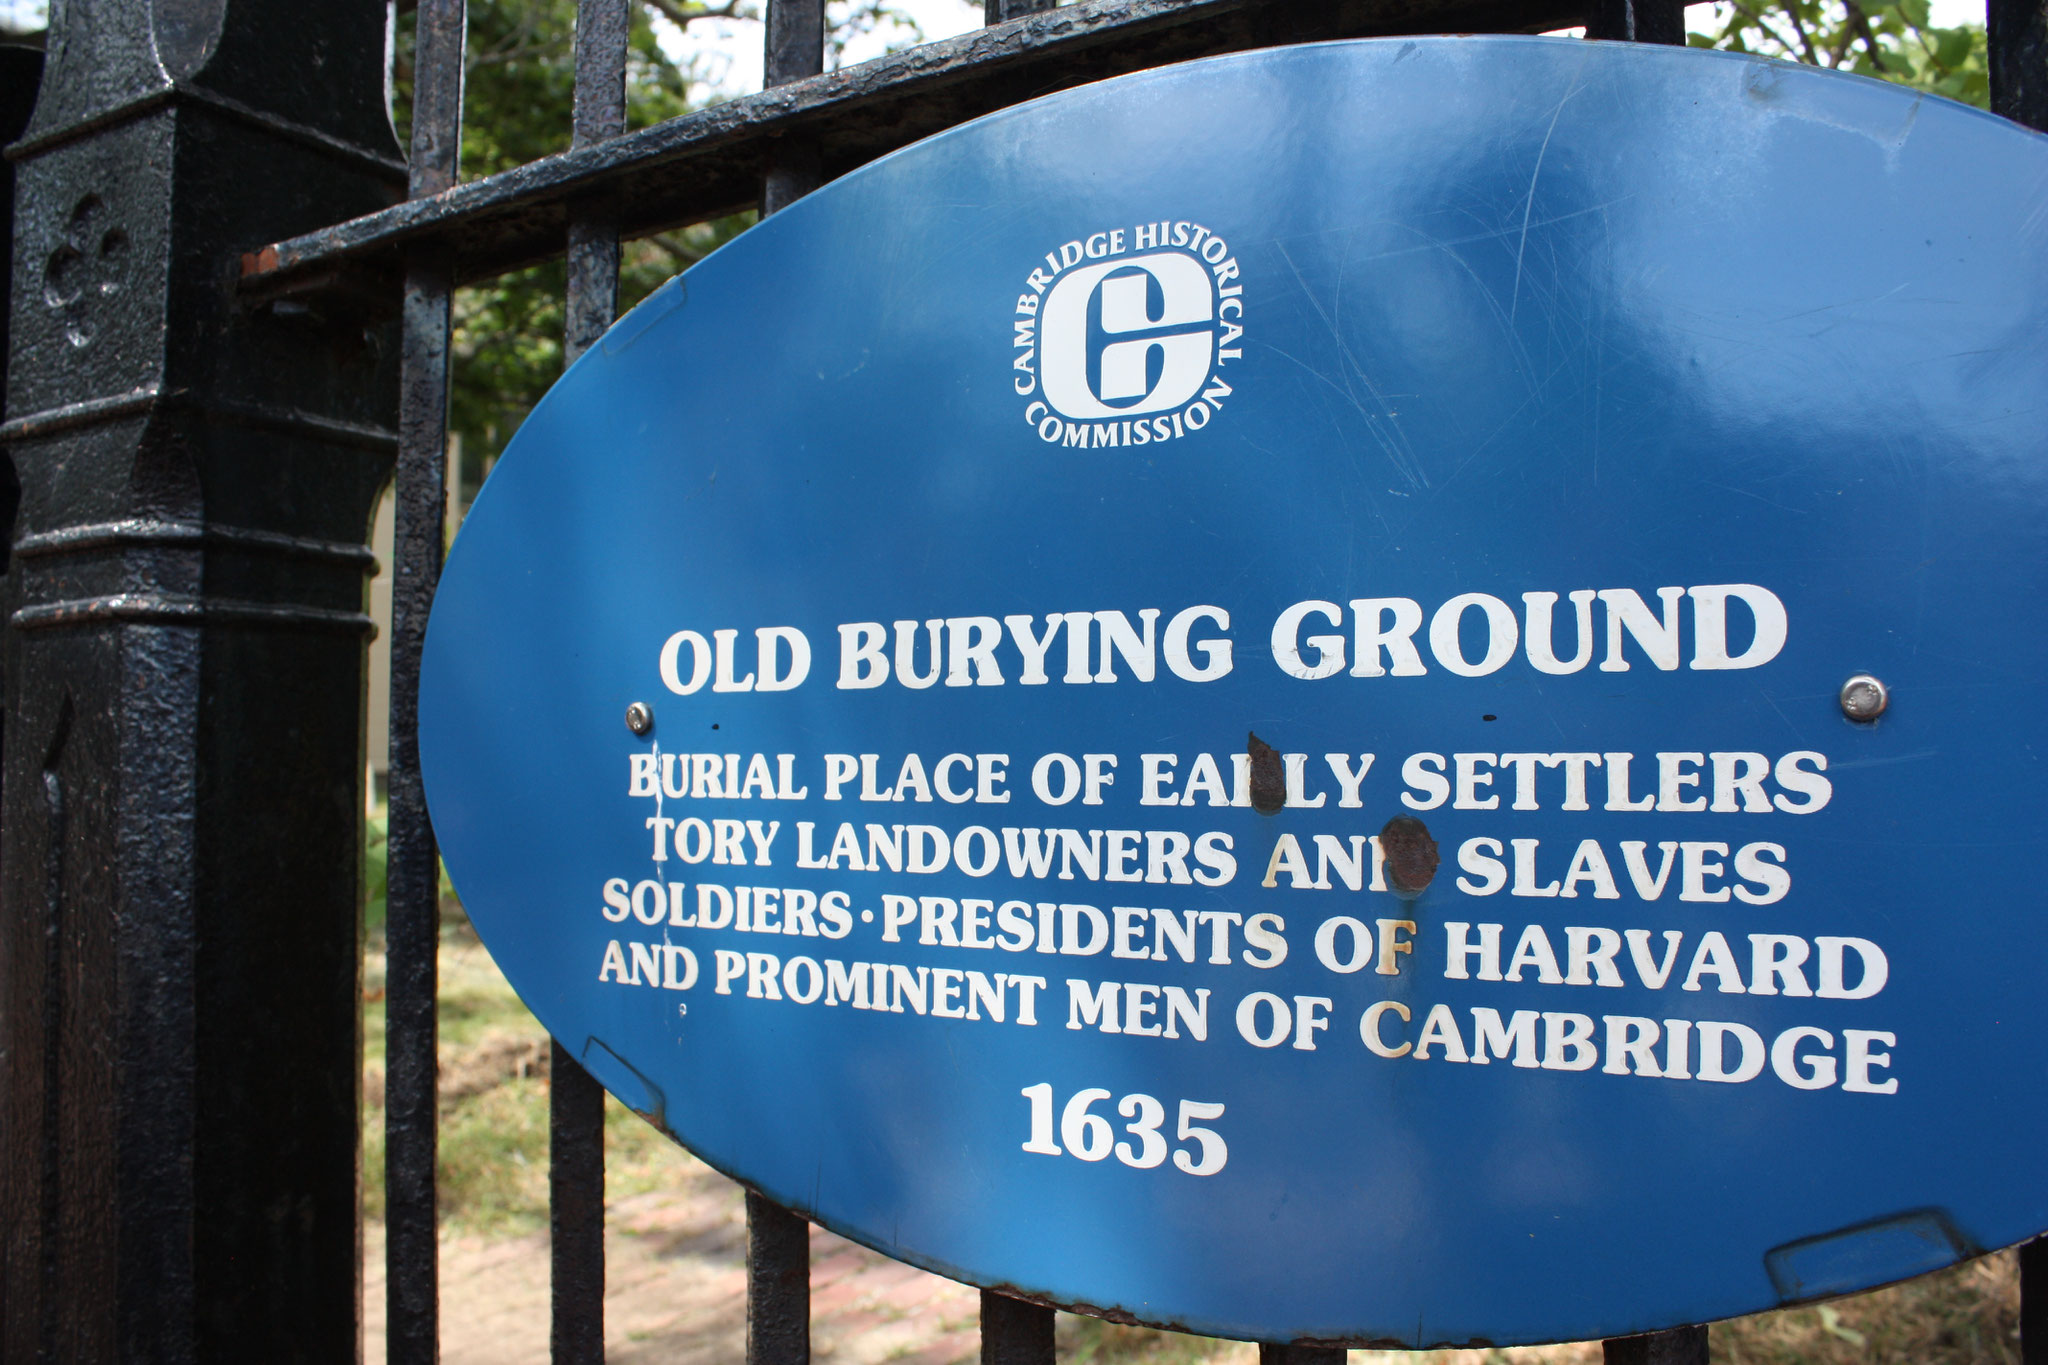 CAMBRIDGE HISTORICAL
COMMISSION
OLD BURYING GROUND
BURIAL PLACE OF EARLY SETTLERS
TORY LANDOWNERS AND SLAVES
SOLDIERS · PRESIDENTS OF HARVARD
AND PROMINENT MEN OF CAMBRIDGE
1635